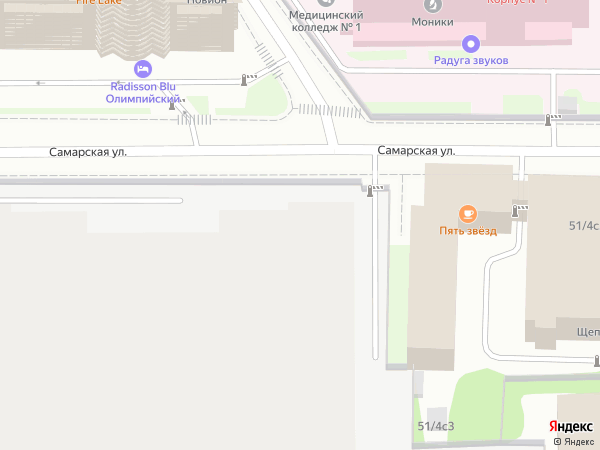 Fire Lake
Новион
Медицинский
колледж № 1
Моники
Корпус № 1
Радуга звуков
Radisson Blu
Олимпийский
Самарская ул.
Самарская ул.
Пять звёзд
51/4с
Щеп
51/4с3
Яндекс
© Яндекс